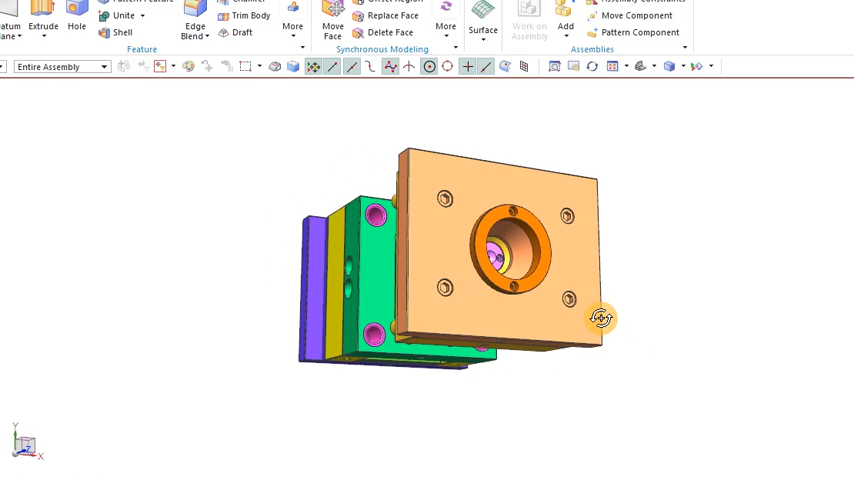 Pattern Feature
Chamfer
Offset Region
Assembly Constraints
Datum
Plane
Extrude
Hole
Unite
Shell
Edge
Blend
Trim Body
Draft
More
Move
Face
Replace Face
Delete Face
More
Surface
Work on
Assembly
Add
Move Component
Pattern Component
Feature
Synchronous Modeling
Assemblies
Entire Assembly
Y
Z
X